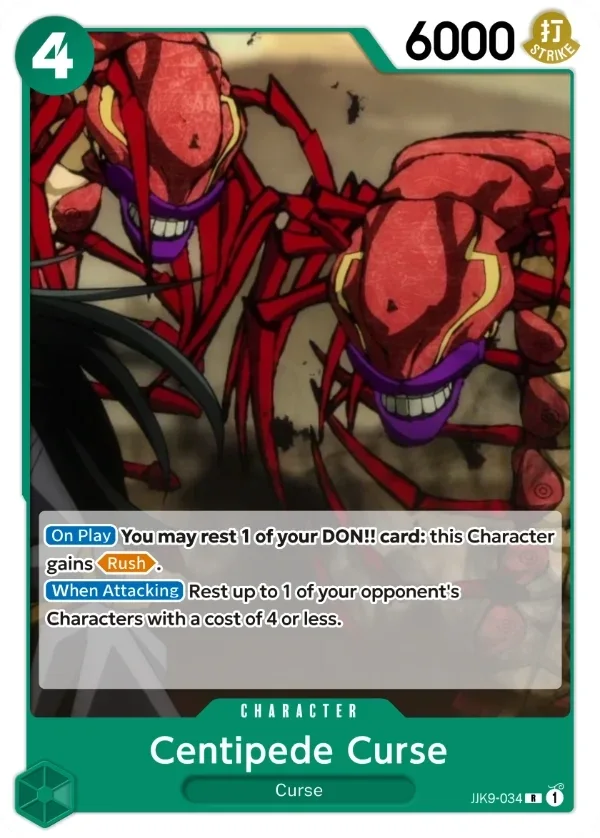 4
6000
打
STRIKE
On Play You may rest 1 of your DON!! card: this Character
gains Rush.
When Attacking Rest up to 1 of your opponent's
Characters with a cost of 4 or less.
CHARACTER
Centipede Curse
Curse
JJK9-034 R 1